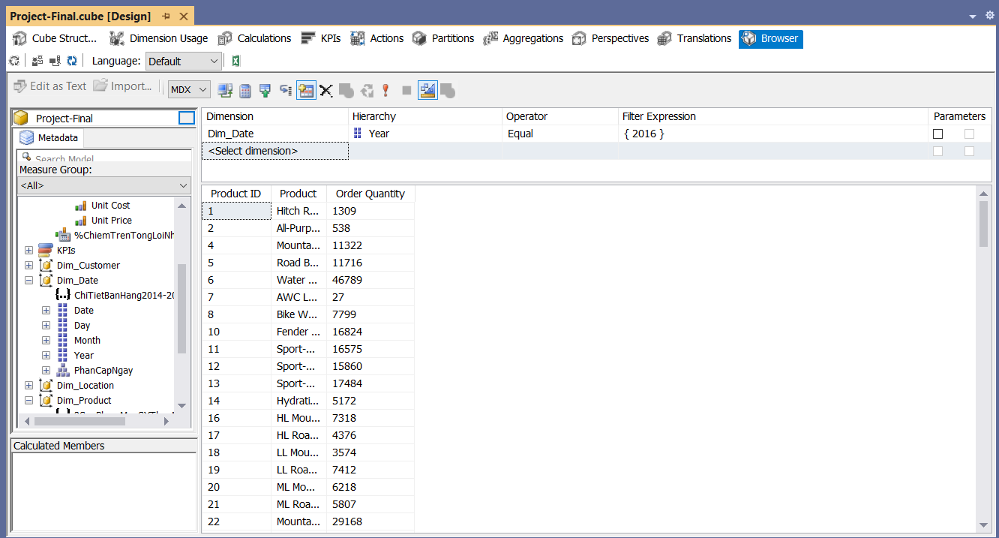 Project-Final.cube [Design]
Cube Struct... Dimension Usage Calculations KPIs Actions Partitions Aggregations Perspectives Translations Browser
Language: Default
Edit as Text Import... MDX
Project-Final
Metadata
Search Model
Measure Group:
<All>
Unit Cost
Unit Price
%ChiemTrenTongLoiNh
KPIs
Dim_Customer
Dim_Date
ChiTietBanHang2014-20
Date
Day
Month
Year
PhanCapNgay
Dim_Location
Dim_Product
Calculated Members
Dimension Hierarchy Operator Filter Expression Parameters
Dim_Date Year Equal { 2016 }
<Select dimension>
Product ID Product Order Quantity
1 Hitch R... 1309
2 All-Purp... 538
4 Mounta... 11322
5 Road B... 11716
6 Water ... 46789
7 AWC L... 27
8 Bike W... 7799
10 Fender ... 16824
11 Sport-... 16575
12 Sport-... 15860
13 Sport-... 17484
14 Hydrati... 5172
16 HL Mou... 7318
17 HL Roa... 4376
18 LL Mou... 3574
19 LL Roa... 7412
20 ML Mo... 6218
21 ML Roa... 5807
22 Mounta... 29168